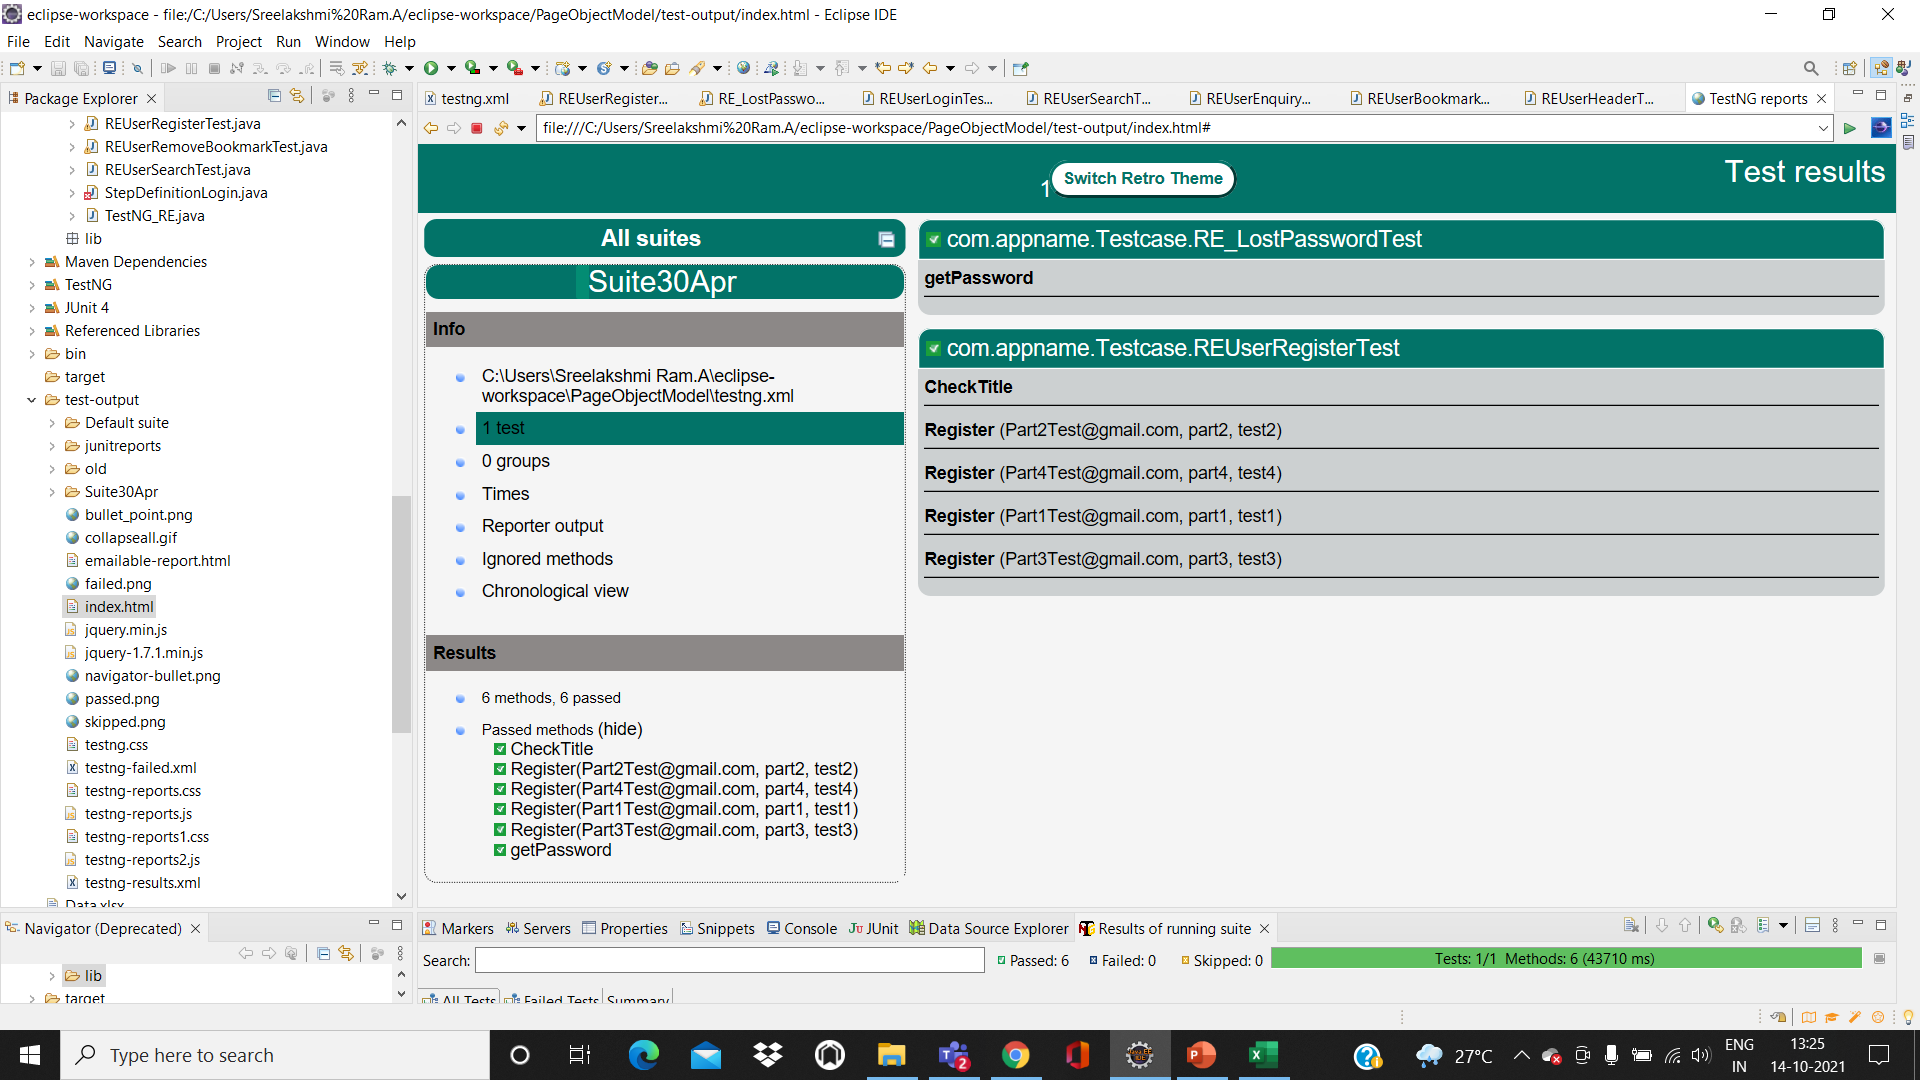 eclipse-workspace - file:/C:/Users/Sreelakshmi%20Ram.A/eclipse-workspace/PageObjectModel/test-output/index.html - Eclipse IDE
File Edit Navigate Search Project Run Window Help
Package Explorer
testng.xml
REUserRegister...
RE_LostPasswo...
REUserLoginTes...
REUserSearchT...
REUserEnquiry...
REUserBookmark...
REUserHeaderT...
TestNG reports
file:///C:/Users/Sreelakshmi%20Ram.A/eclipse-workspace/PageObjectModel/test-output/index.html#
REUserRegisterTest.java
REUserRemoveBookmarkTest.java
REUserSearchTest.java
StepDefinitionLogin.java
TestNG_RE.java
lib
Maven Dependencies
TestNG
JUnit 4
Referenced Libraries
bin
target
test-output
Default suite
junitreports
old
Suite30Apr
bullet_point.png
collapseall.gif
emailable-report.html
failed.png
index.html
jquery.min.js
jquery-1.7.1.min.js
navigator-bullet.png
passed.png
skipped.png
testng.css
testng-failed.xml
testng-reports.css
testng-reports.js
testng-reports1.css
testng-reports2.js
testng-results.xml
Data.xlsx
1 Switch Retro Theme
Test results
All suites
Suite30Apr
Info
C:\Users\Sreelakshmi Ram.A\eclipse-
workspace\PageObjectModel\testng.xml
1 test
0 groups
Times
Reporter output
Ignored methods
Chronological view
Results
6 methods, 6 passed
Passed methods (hide)
CheckTitle
Register(Part2Test@gmail.com, part2, test2)
Register(Part4Test@gmail.com, part4, test4)
Register(Part1Test@gmail.com, part1, test1)
Register(Part3Test@gmail.com, part3, test3)
getPassword
com.appname.Testcase.RE_LostPasswordTest
getPassword
com.appname.Testcase.REUserRegisterTest
CheckTitle
Register (Part2Test@gmail.com, part2, test2)
Register (Part4Test@gmail.com, part4, test4)
Register (Part1Test@gmail.com, part1, test1)
Register (Part3Test@gmail.com, part3, test3)
Navigator (Deprecated)
lib
target
Markers Servers Properties Snippets Console JUnit Data Source Explorer Results of running suite
Search: Passed: 6 Failed: 0 Skipped: 0 Tests: 1/1 Methods: 6 (43710 ms)
All Tests Failed Tests Summary
Type here to search
2
27°C
ENG
IN
13:25
14-10-2021